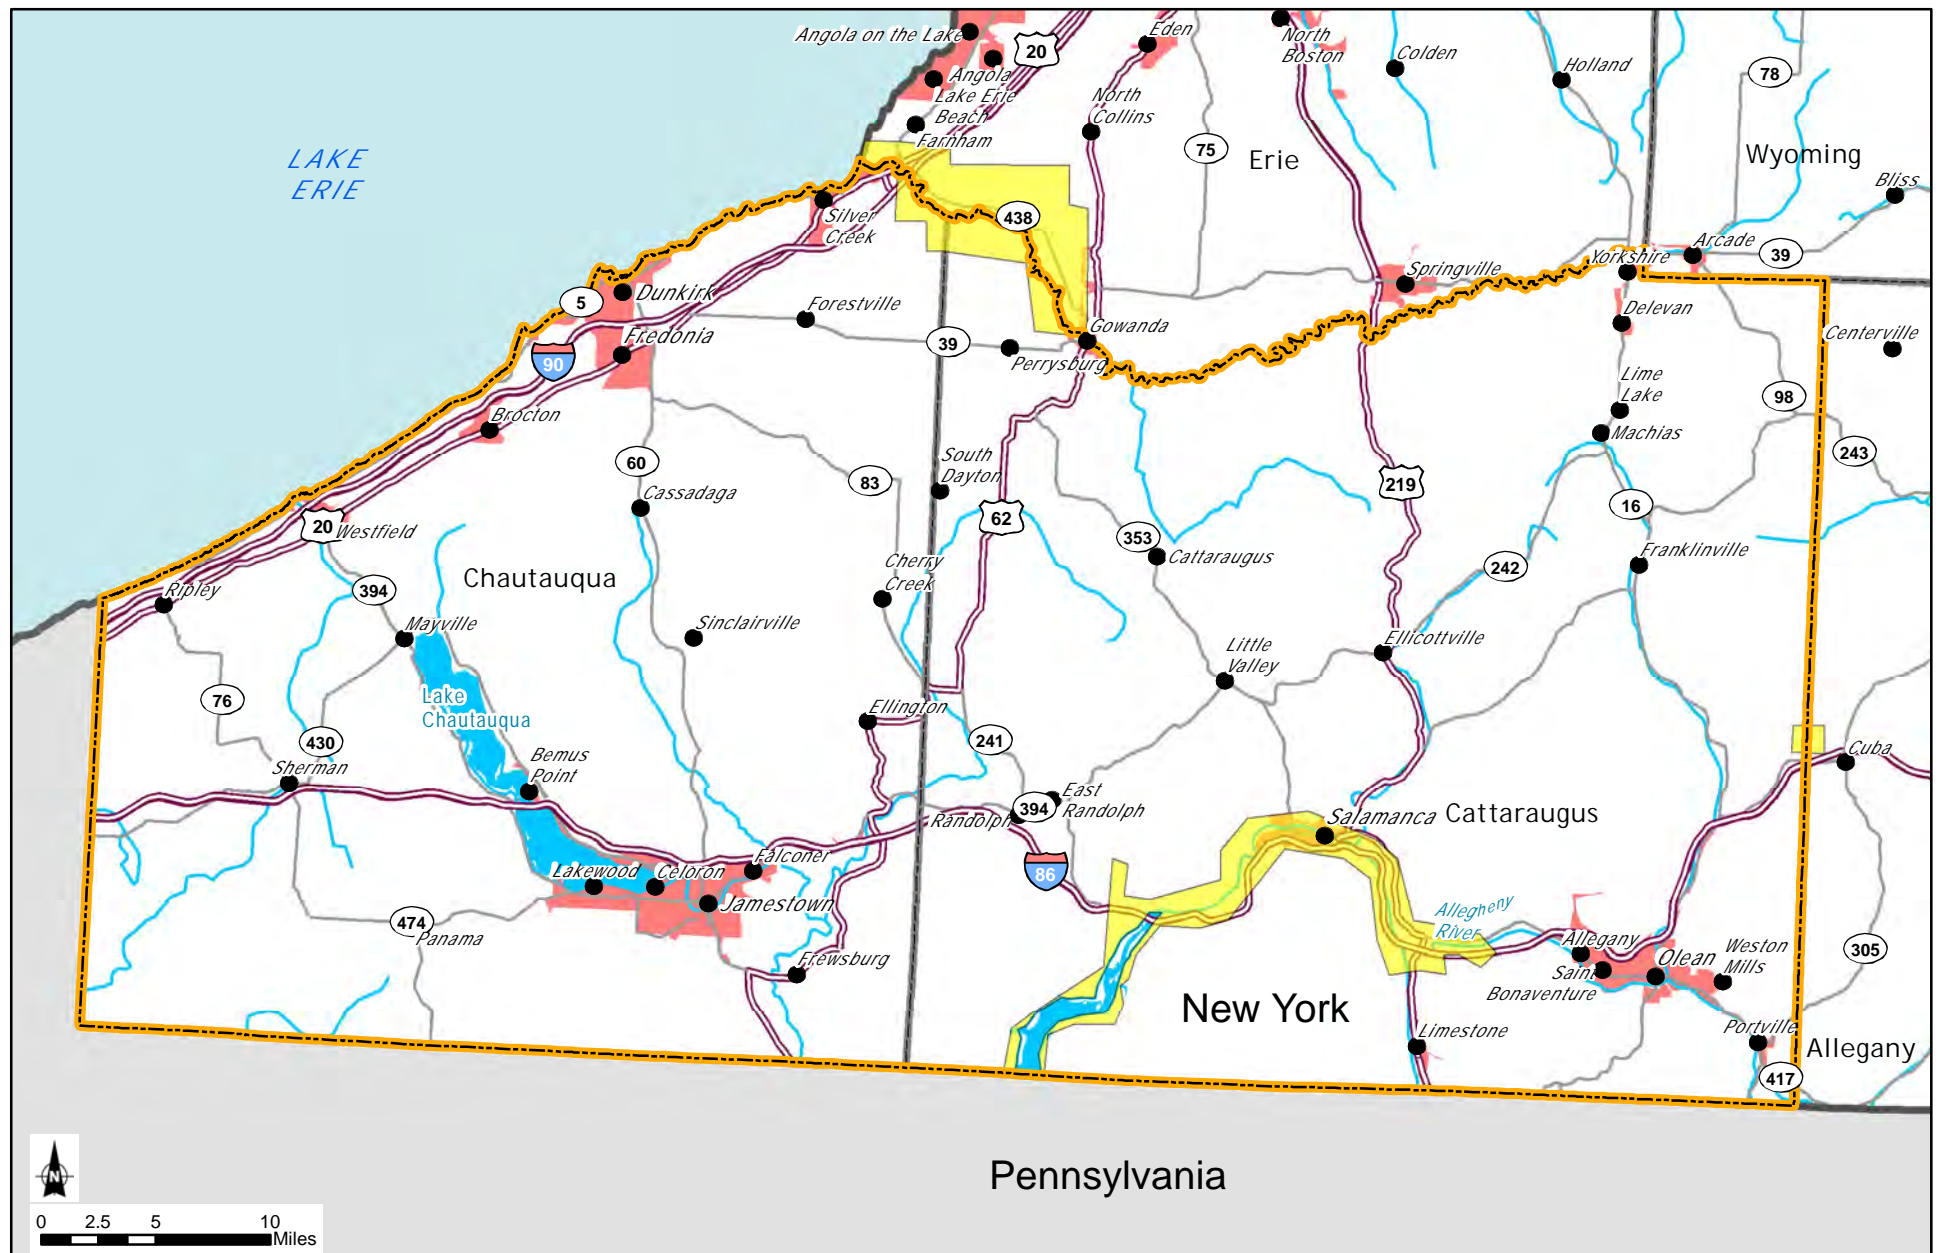 Angola on the Lake
20
Eden
North
Boston
Colden
Holland
78
Angola
Lake Erie
Beach
Farnham
North
Collins
75
Erie
Wyoming
Bliss
LAKE
ERIE
Silver
Creek
438
Springville
Yorkshire
Arcade
39
5
Dunkirk
Forestville
Fredonia
90
39
Perrysburg
Gowanda
Delevan
Centerville
Lime
Lake
98
Machias
Brocton
60
Cassadaga
83
South
Dayton
62
219
243
16
20
Westfield
353
Cattaraugus
242
Franklinville
Ripley
394
Chautauqua
Cherry
Creek
Mayville
Sinclairville
Little
Valley
Ellicottville
76
Lake
Chautauqua
Ellington
430
Sherman
241
Bemus
Point
Cuba
394
East
Randolph
Randolph
Salamanca
Cattaraugus
86
Falconer
Lakewood
Celoron
Jamestown
474
Panama
Frewsburg
Allegheny
River
Allegany
Saint
Bonaventure
Olean
Weston
Mills
305
New York
Limestone
Portville
Allegany
417
Pennsylvania
N
0 2.5 5 10
Miles